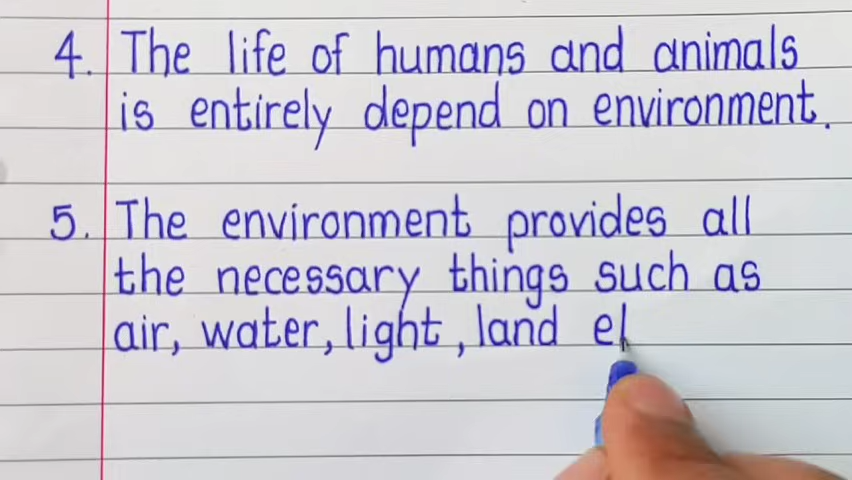 4. The life of humans and animals
is entirely depend on environment.
5. The environment provides all
the necessary things such as
air, water, light, land